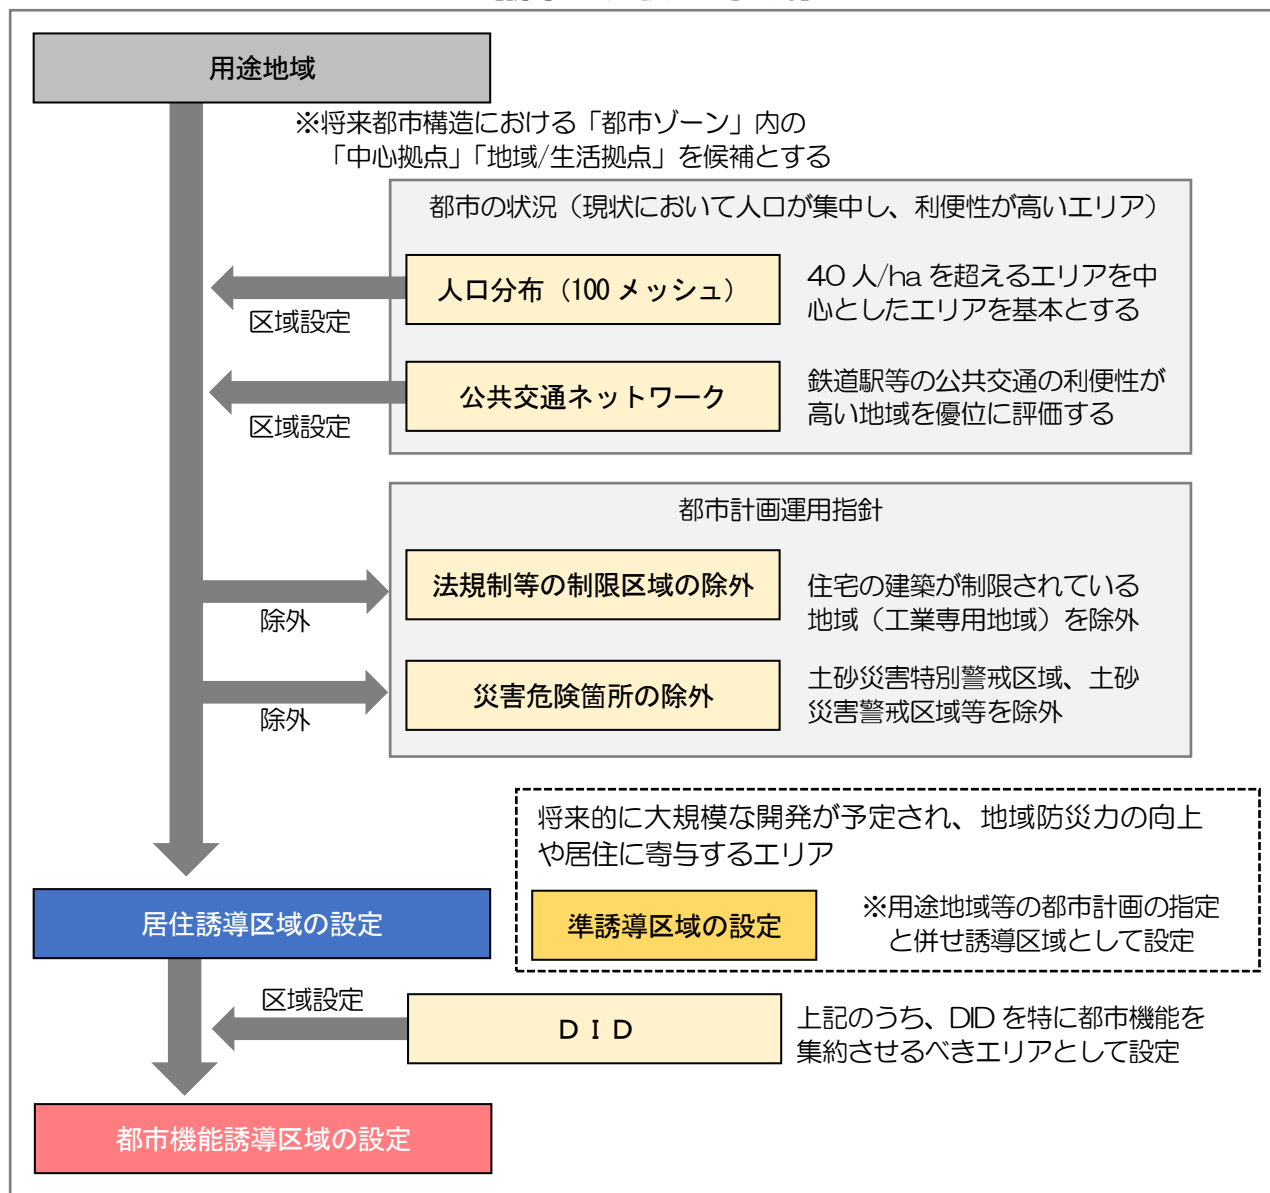 用途地域
※将来都市構造における「都市ゾーン」内の
「中心拠点」「地域/生活拠点」を候補とする
都市の状況（現状において人口が集中し、利便性が高いエリア）
人口分布（100 メッシュ）
40 人/ha を超えるエリアを中
心としたエリアを基本とする
区域設定
公共交通ネットワーク
鉄道駅等の公共交通の利便性が
高い地域を優位に評価する
区域設定
都市計画運用指針
法規制等の制限区域の除外
住宅の建築が制限されている
地域（工業専用地域）を除外
除外
災害危険箇所の除外
土砂災害特別警戒区域、土砂
災害警戒区域等を除外
除外
将来的に大規模な開発が予定され、地域防災力の向上
や居住に寄与するエリア
居住誘導区域の設定
準誘導区域の設定
※用途地域等の都市計画の指定
と併せ誘導区域として設定
区域設定
ＤＩＤ
上記のうち、DID を特に都市機能を
集約させるべきエリアとして設定
都市機能誘導区域の設定